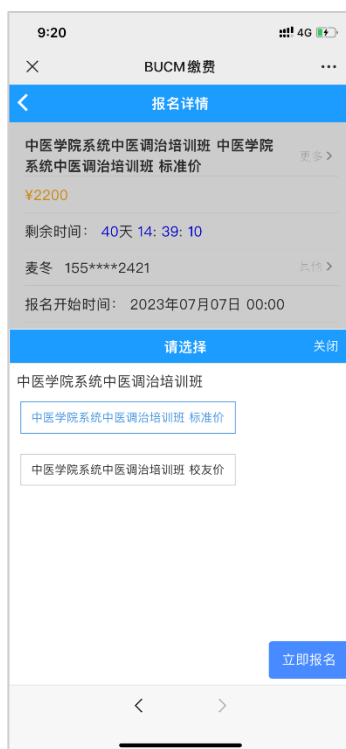 9:20
4G
BUCM缴费
报名详情
中医学院系统中医调治培训班 中医学院
系统中医调治培训班 标准价
更多
¥2200
剩余时间： 40天 14: 39: 10
麦冬 155****2421
其他
报名开始时间： 2023年07月07日 00:00
请选择
关闭
中医学院系统中医调治培训班
中医学院系统中医调治培训班 标准价
中医学院系统中医调治培训班 校友价
立即报名